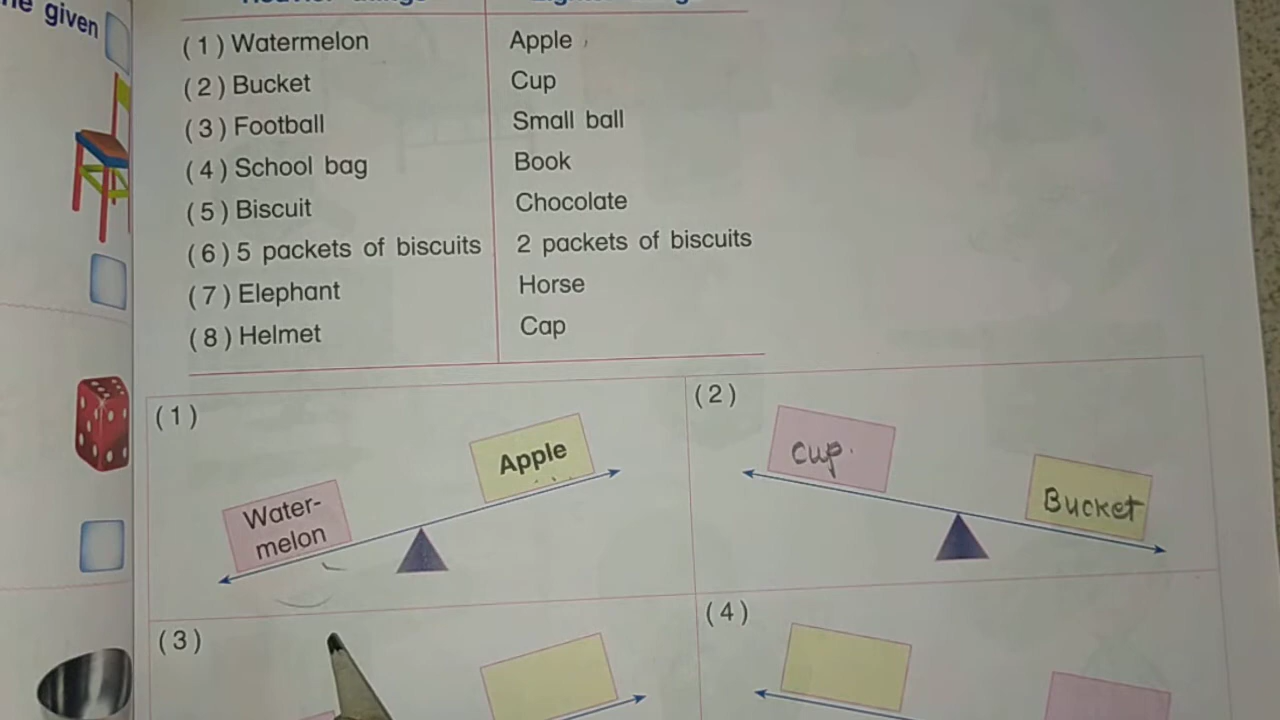 given
(1) Watermelon Apple
(2) Bucket Cup
(3) Football Small ball
(4) School bag Book
(5) Biscuit Chocolate
(6) 5 packets of biscuits 2 packets of biscuits
(7) Elephant Horse
(8) Helmet Cap
(1)
Apple
Water-
melon
(2)
Cup.
Bucket
(3)
(4)